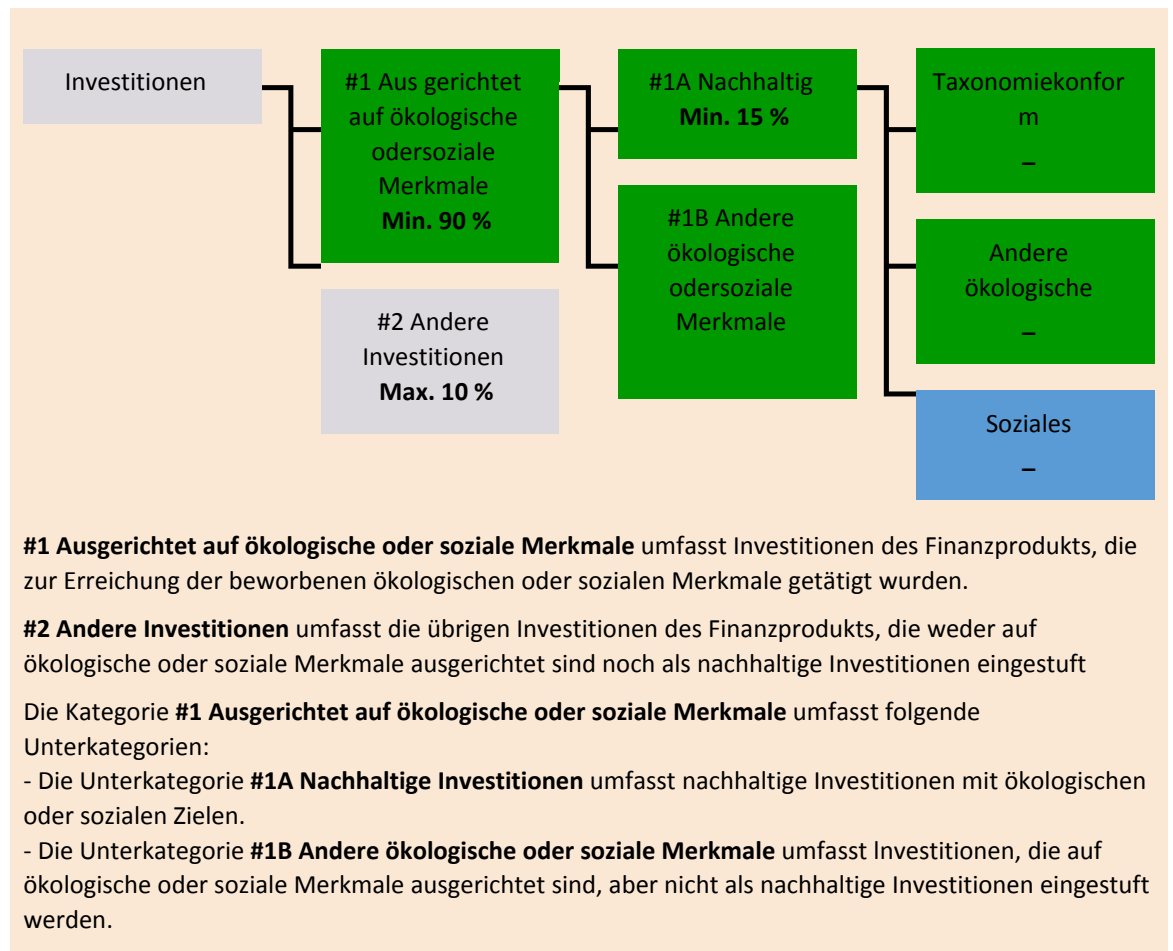 Investitionen
#1 Aus gerichtet
auf ökologische
odersoziale
Merkmale
Min. 90 %
#2 Andere
Investitionen
Max. 10 %
#1A Nachhaltig
Min. 15 %
#1B Andere
ökologische
odersoziale
Merkmale
Taxonomiekonfor
m
–
Andere
ökologische
–
Soziales
–
#1 Ausgerichtet auf ökologische oder soziale Merkmale umfasst Investitionen des Finanzprodukts, die
zur Erreichung der beworbenen ökologischen oder sozialen Merkmale getätigt wurden.
#2 Andere Investitionen umfasst die übrigen Investitionen des Finanzprodukts, die weder auf
ökologische oder soziale Merkmale ausgerichtet sind noch als nachhaltige Investitionen eingestuft
Die Kategorie #1 Ausgerichtet auf ökologische oder soziale Merkmale umfasst folgende
Unterkategorien:
- Die Unterkategorie #1A Nachhaltige Investitionen umfasst nachhaltige Investitionen mit ökologischen
oder sozialen Zielen.
- Die Unterkategorie #1B Andere ökologische oder soziale Merkmale umfasst lnvestitionen, die auf
ökologische oder soziale Merkmale ausgerichtet sind, aber nicht als nachhaltige Investitionen eingestuft
werden.